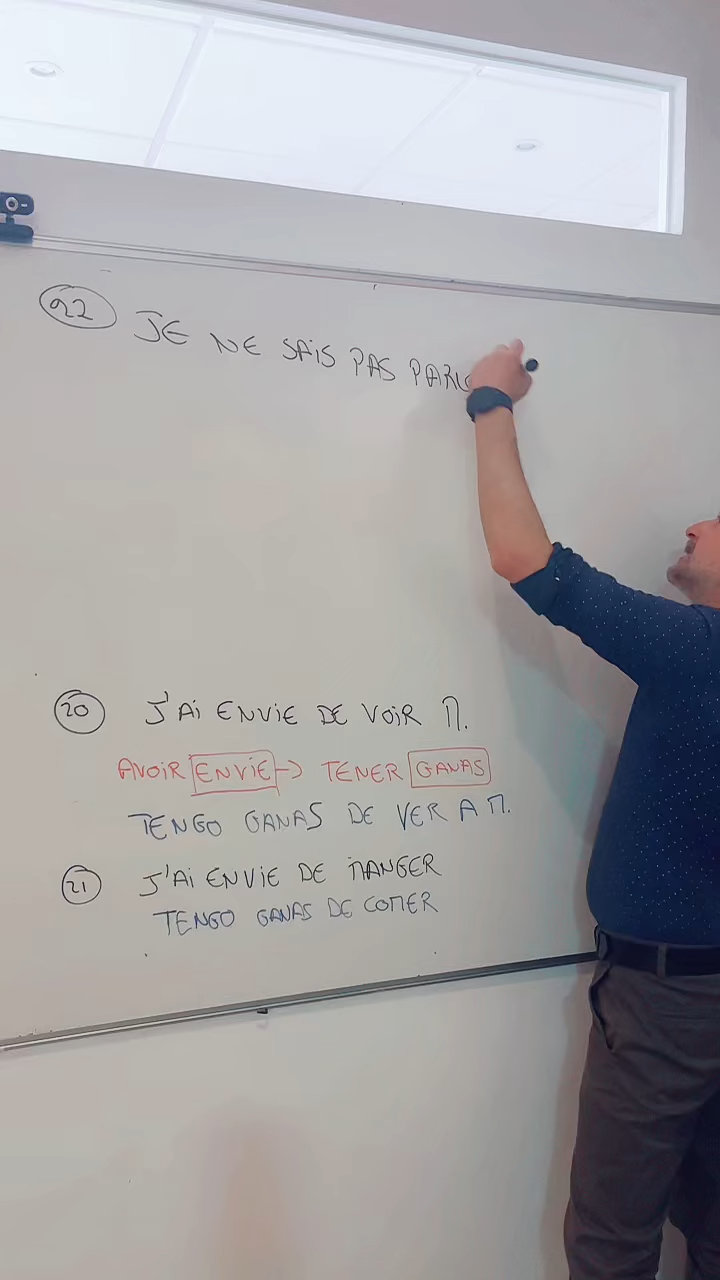 22 JE NE SAIS PAS PARL
20 J'AI ENVIE DE VOIR M.
AVOIR ENVIE → TENER GANAS
TENGO GANAS DE VER A M.
21 J'AI ENVIE DE MANGER
TENGO GANAS DE COMER